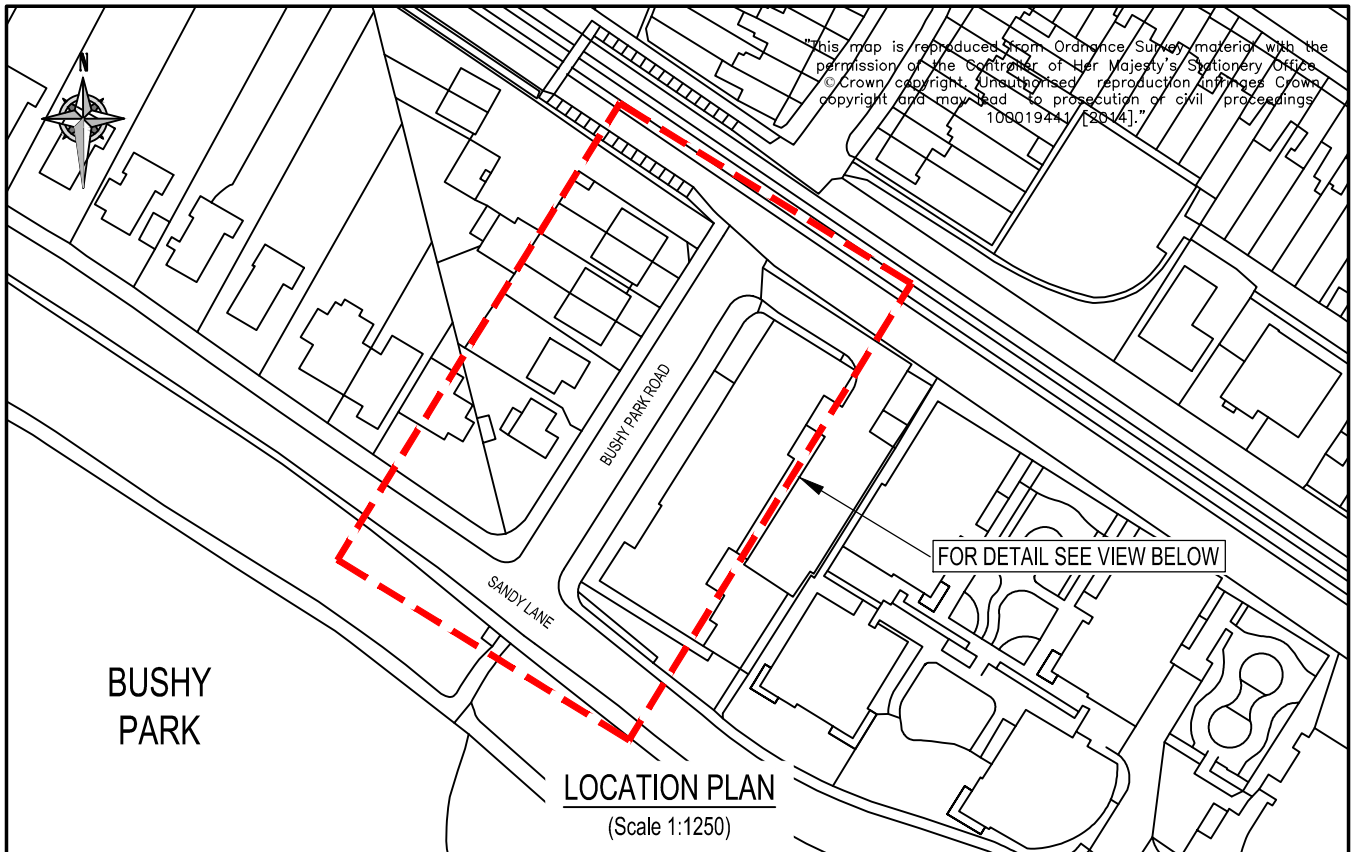 N
"This map is reproduced from Ordnance Survey material with the
permission of the Controller of Her Majesty's Stationery Office
© Crown copyright. Unauthorised reproduction infringes Crown
copyright and may lead to prosecution or civil proceedings
100019441 [2014]."
BUSHY PARK ROAD
FOR DETAIL SEE VIEW BELOW
SANDY LANE
BUSHY
PARK
LOCATION PLAN
(Scale 1:1250)